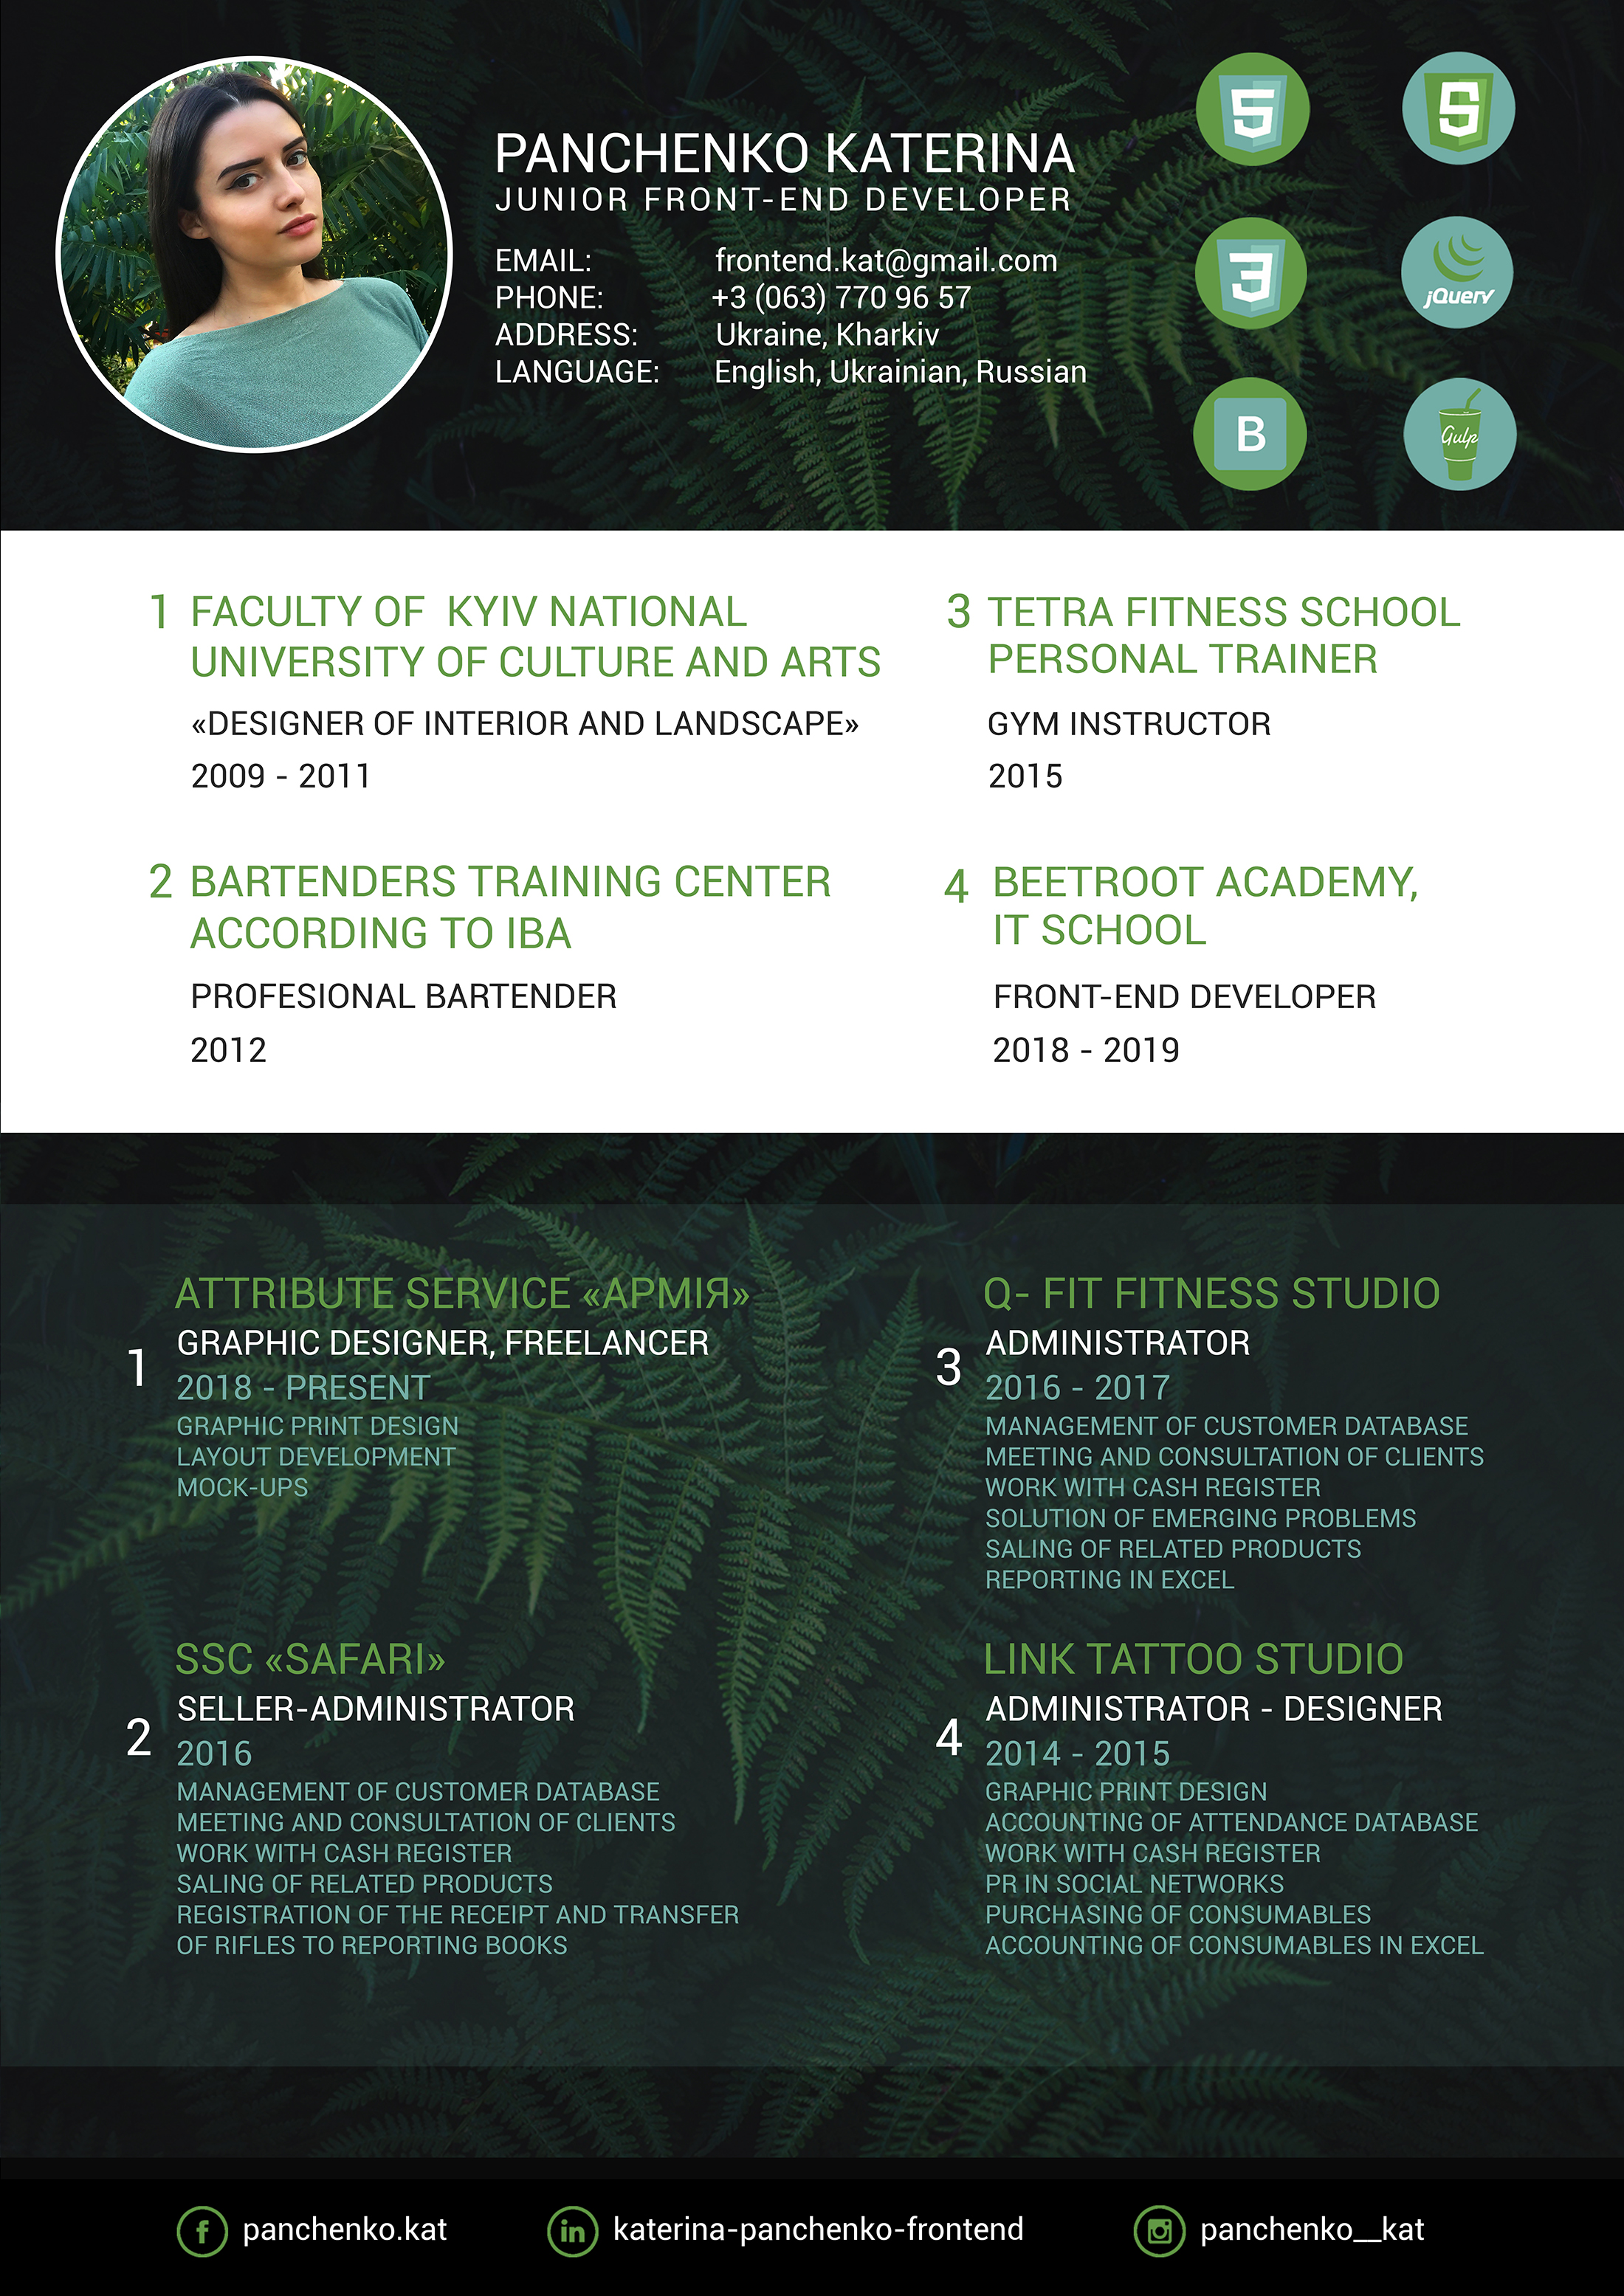 PANCHENKO KATERINA
JUNIOR FRONT-END DEVELOPER
EMAIL: frontend.kat@gmail.com
PHONE: +3 (063) 770 96 57
ADDRESS: Ukraine, Kharkiv
LANGUAGE: English, Ukrainian, Russian
5
S
3
jQuery
B
Gulp
1 FACULTY OF KYIV NATIONAL
UNIVERSITY OF CULTURE AND ARTS
«DESIGNER OF INTERIOR AND LANDSCAPE»
2009 - 2011
2 BARTENDERS TRAINING CENTER
ACCORDING TO IBA
PROFESIONAL BARTENDER
2012
3 TETRA FITNESS SCHOOL
PERSONAL TRAINER
GYM INSTRUCTOR
2015
4 BEETROOT ACADEMY,
IT SCHOOL
FRONT-END DEVELOPER
2018 - 2019
1
ATTRIBUTE SERVICE «АРМІЯ»
GRAPHIC DESIGNER, FREELANCER
2018 - PRESENT
GRAPHIC PRINT DESIGN
LAYOUT DEVELOPMENT
MOCK-UPS
2
SSC «SAFARI»
SELLER-ADMINISTRATOR
2016
MANAGEMENT OF CUSTOMER DATABASE
MEETING AND CONSULTATION OF CLIENTS
WORK WITH CASH REGISTER
SALING OF RELATED PRODUCTS
REGISTRATION OF THE RECEIPT AND TRANSFER
OF RIFLES TO REPORTING BOOKS
3
Q- FIT FITNESS STUDIO
ADMINISTRATOR
2016 - 2017
MANAGEMENT OF CUSTOMER DATABASE
MEETING AND CONSULTATION OF CLIENTS
WORK WITH CASH REGISTER
SOLUTION OF EMERGING PROBLEMS
SALING OF RELATED PRODUCTS
REPORTING IN EXCEL
4
LINK TATTOO STUDIO
ADMINISTRATOR - DESIGNER
2014 - 2015
GRAPHIC PRINT DESIGN
ACCOUNTING OF ATTENDANCE DATABASE
WORK WITH CASH REGISTER
PR IN SOCIAL NETWORKS
PURCHASING OF CONSUMABLES
ACCOUNTING OF CONSUMABLES IN EXCEL
f panchenko.kat
in katerina-panchenko-frontend
panchenko__kat